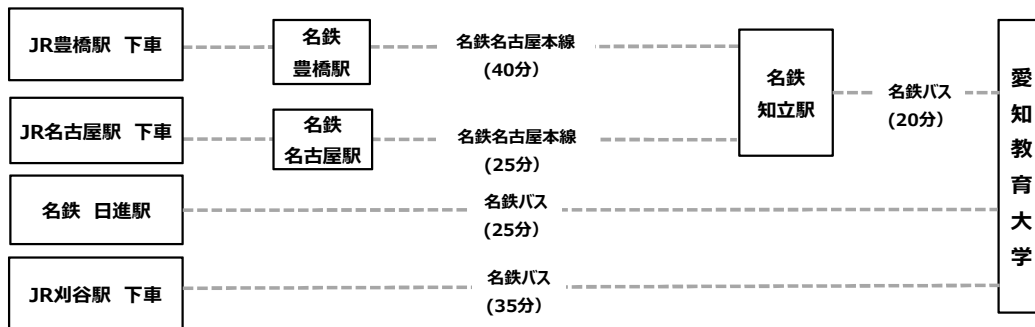 JR豊橋駅 下車
名鉄
豊橋駅
名鉄名古屋本線
(40分)
JR名古屋駅 下車
名鉄
名古屋駅
名鉄名古屋本線
(25分)
名鉄
知立駅
名鉄バス
(20分)
名鉄 日進駅
名鉄バス
(25分)
JR刈谷駅 下車
名鉄バス
(35分)
愛知教育大学